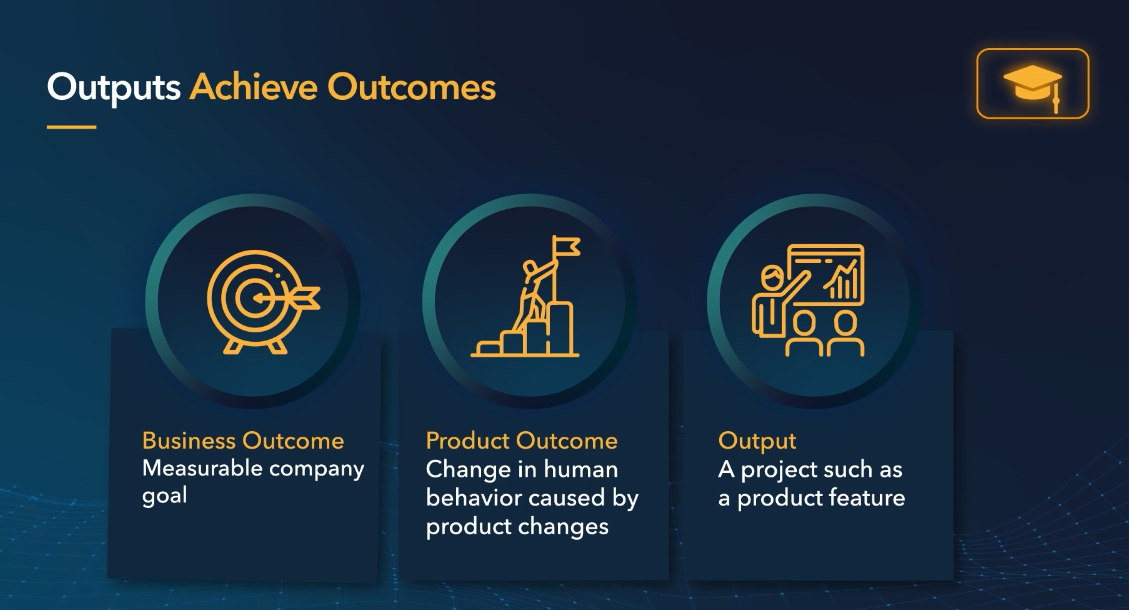 Outputs Achieve Outcomes
Business Outcome
Measurable company
goal
Product Outcome
Change in human
behavior caused by
product changes
Output
A project such as
a product feature